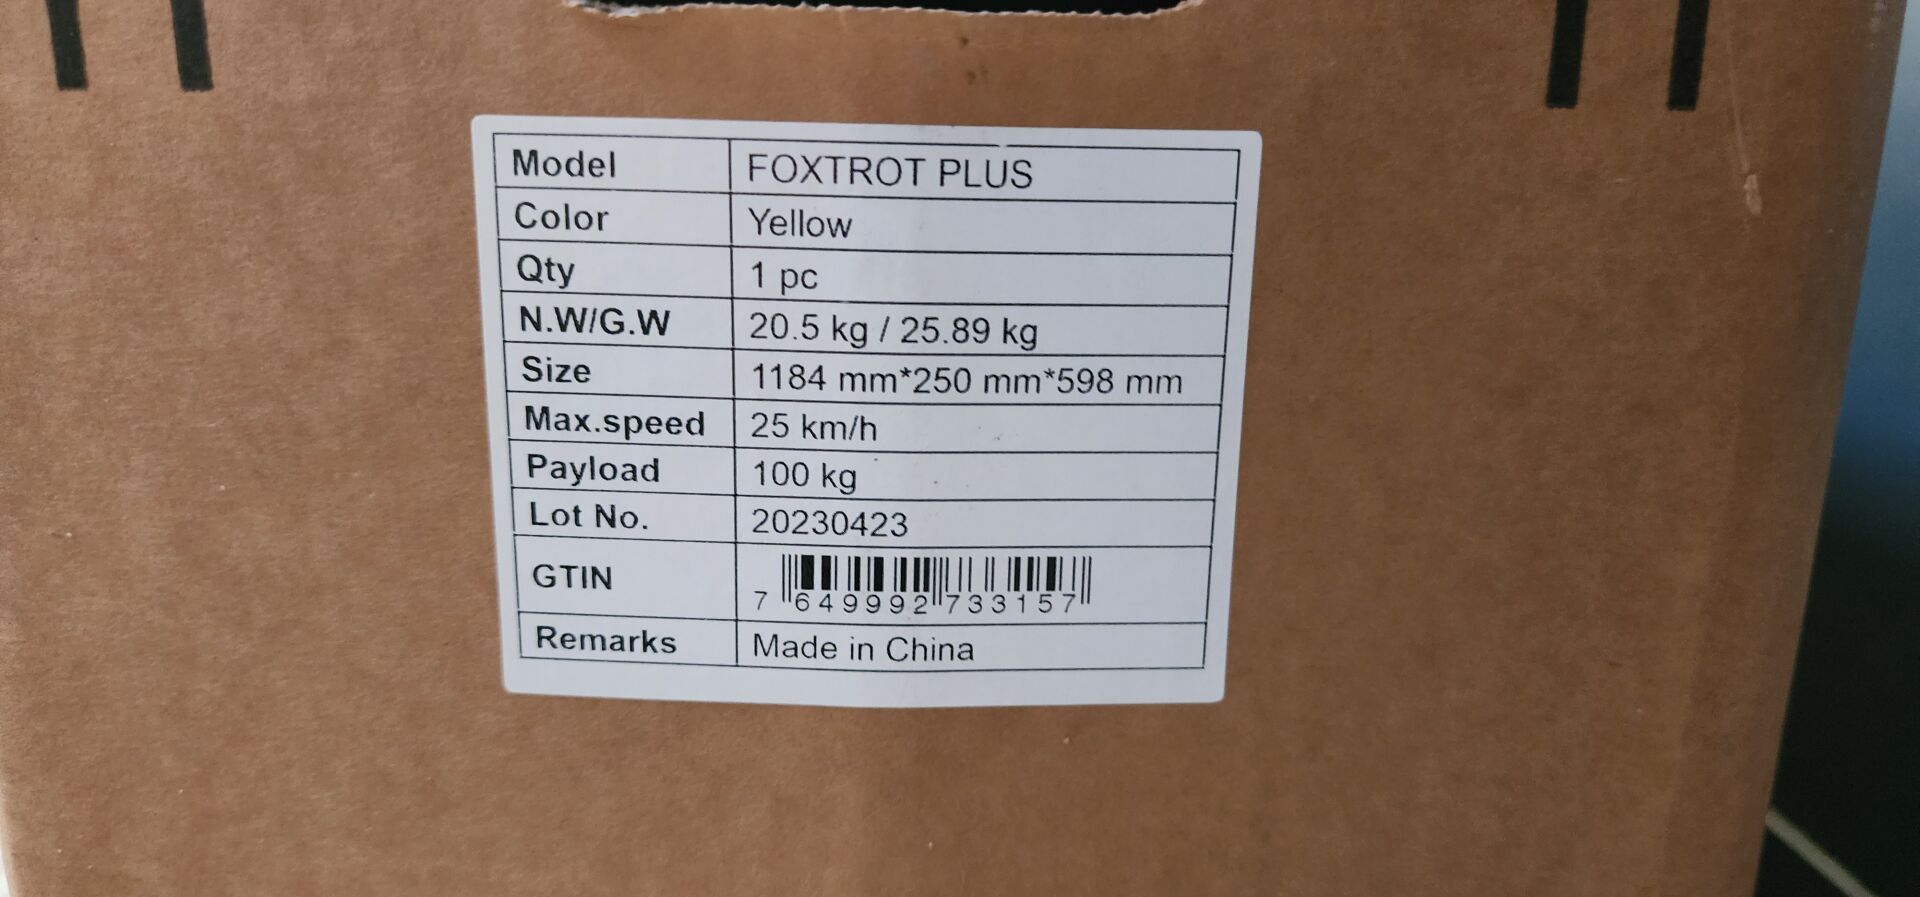 Model FOXTROT PLUS
Color Yellow
Qty 1 pc
N.W/G.W 20.5 kg / 25.89 kg
Size 1184 mm*250 mm*598 mm
Max.speed 25 km/h
Payload 100 kg
Lot No. 20230423
GTIN 7 649992 733157
Remarks Made in China